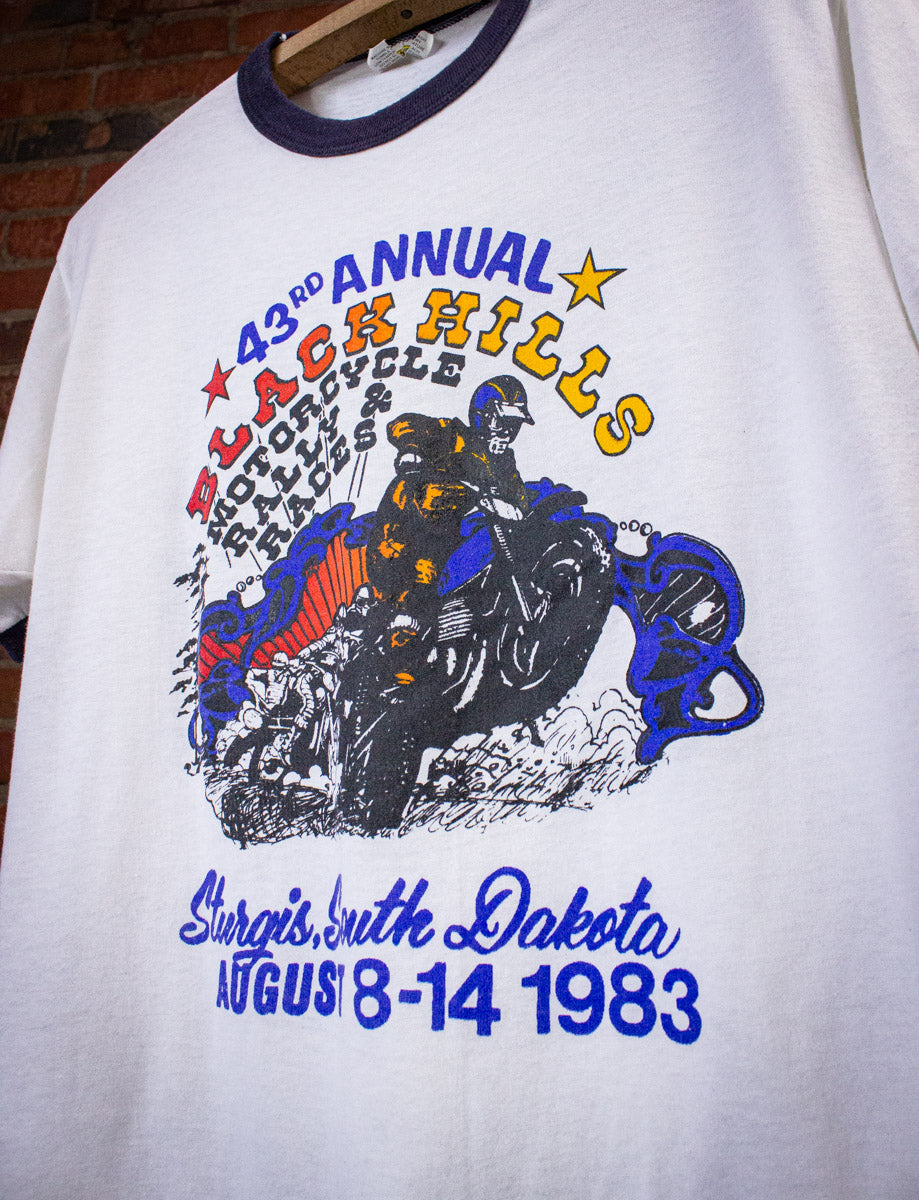 43RD ANNUAL
BLACK HILLS
MOTORCYCLE
RALLY &
RACES
Sturgis, South Dakota
AUGUST 8-14 1983